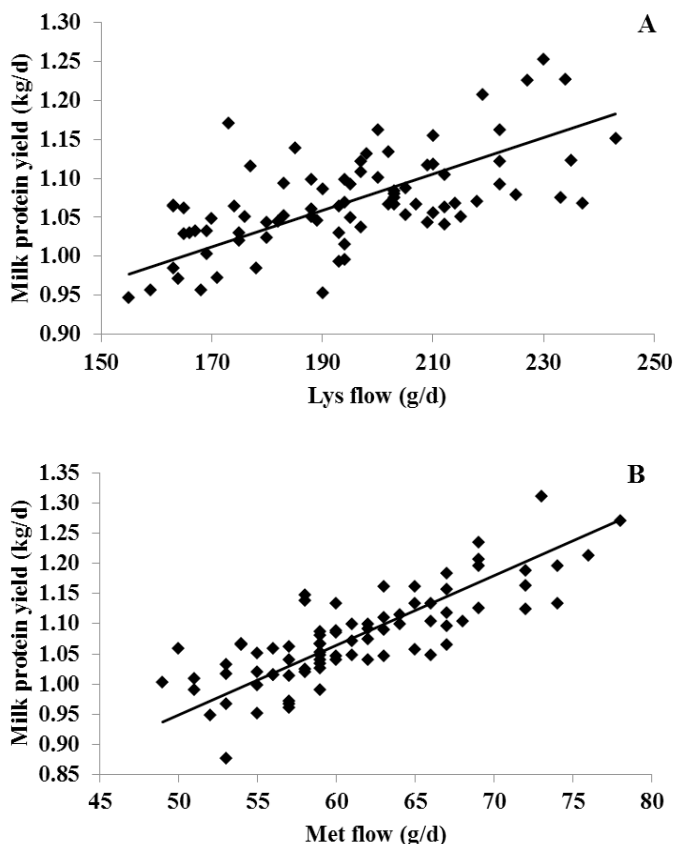 A
Milk protein yield (kg/d)
1.30
1.25
1.20
1.15
1.10
1.05
1.00
0.95
0.90
150 170 190 210 230 250
Lys flow (g/d)
B
Milk protein yield (kg/d)
1.35
1.30
1.25
1.20
1.15
1.10
1.05
1.00
0.95
0.90
0.85
45 50 55 60 65 70 75 80
Met flow (g/d)